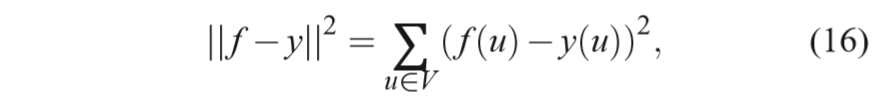 ||f − y||² = ∑_{u∈V} (f(u) − y(u))², (16)